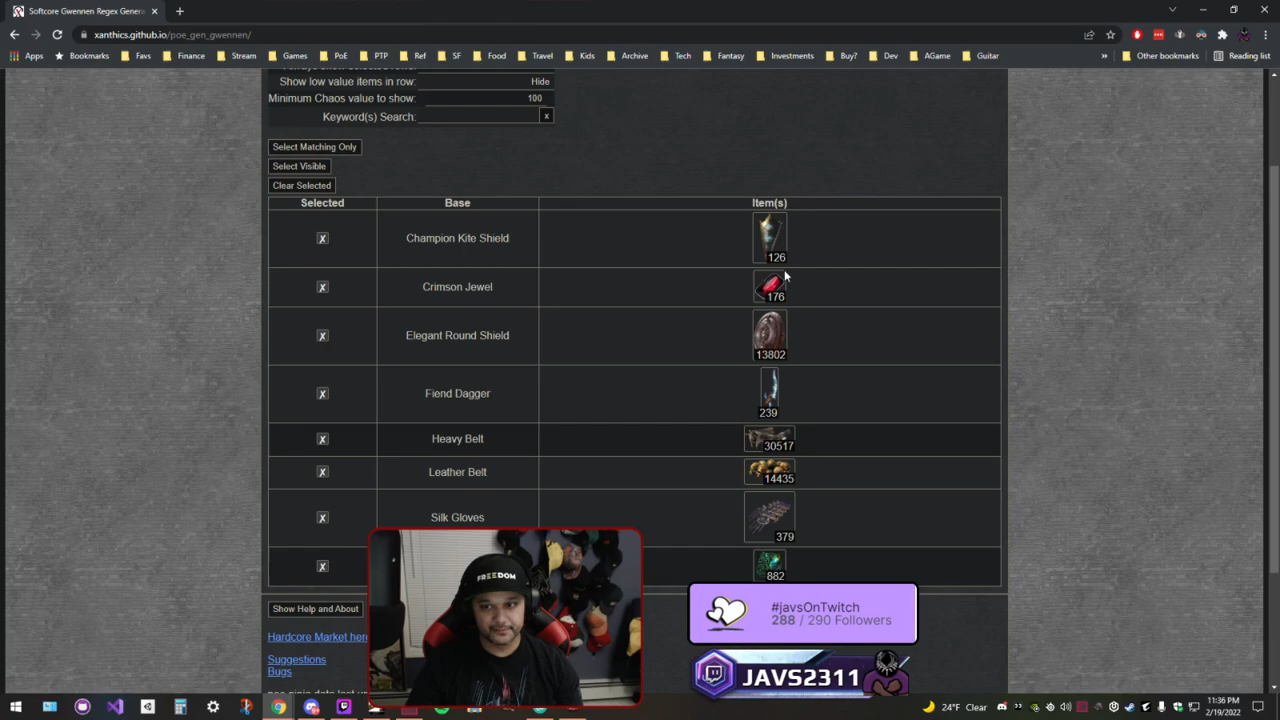 Softcore Gwennen Regex Genera
xanthics.github.io/poe_gen_gwennen/
Apps
Bookmarks
Favs
Finance
Stream
Games
PoE
PTP
Ref
SF
Food
Travel
Kids
Archive
Tech
Fantasy
Investments
Buy?
Dev
AGame
Guitar
Other bookmarks
Reading list
Show low value items in row: Hide
Minimum Chaos value to show: 100
Keyword(s) Search: x
Select Matching Only
Select Visible
Clear Selected
Selected Base Item(s)
X Champion Kite Shield 126
X Crimson Jewel 176
X Elegant Round Shield 13802
X Fiend Dagger 239
X Heavy Belt 30517
X Leather Belt 14435
X Silk Gloves 379
X 882
Show Help and About
Hardcore Market here
Suggestions
Bugs
FREEDOM
#javsOnTwitch
288 / 290 Followers
JAVS2311
24°F Clear
11:36 PM
2/19/2022